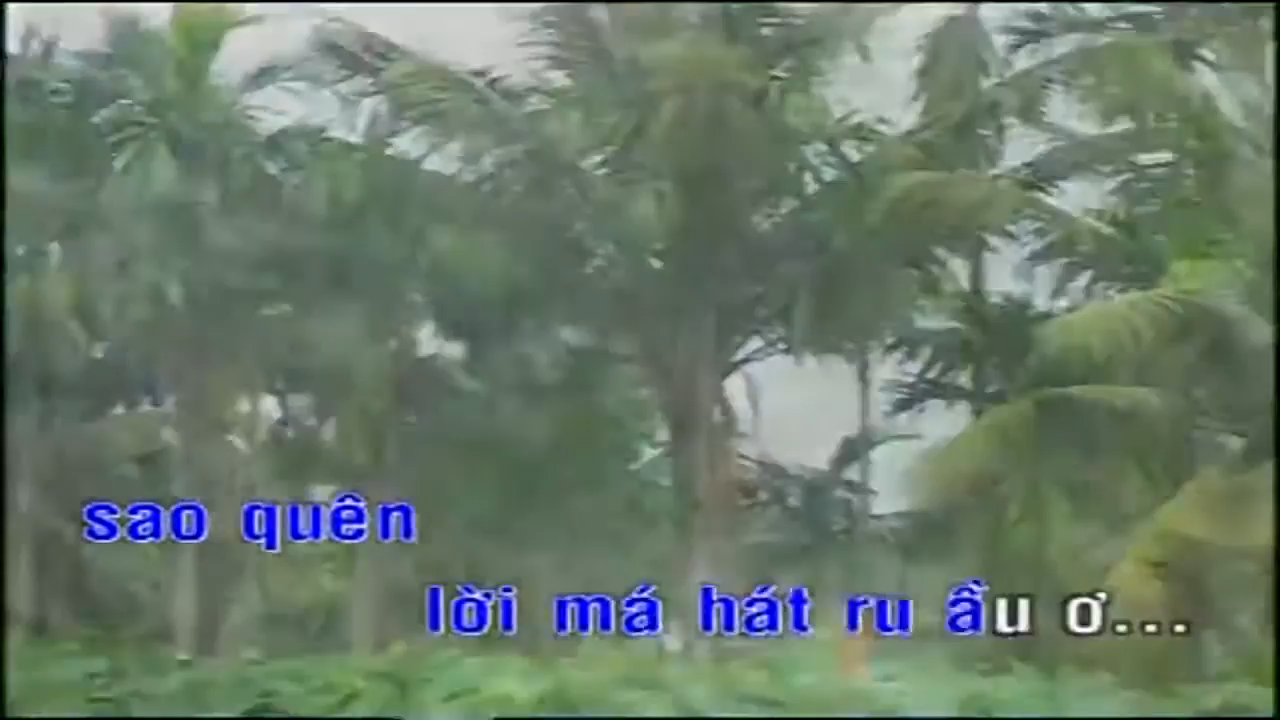 sao quên
lời má hát ru ầu ơ...